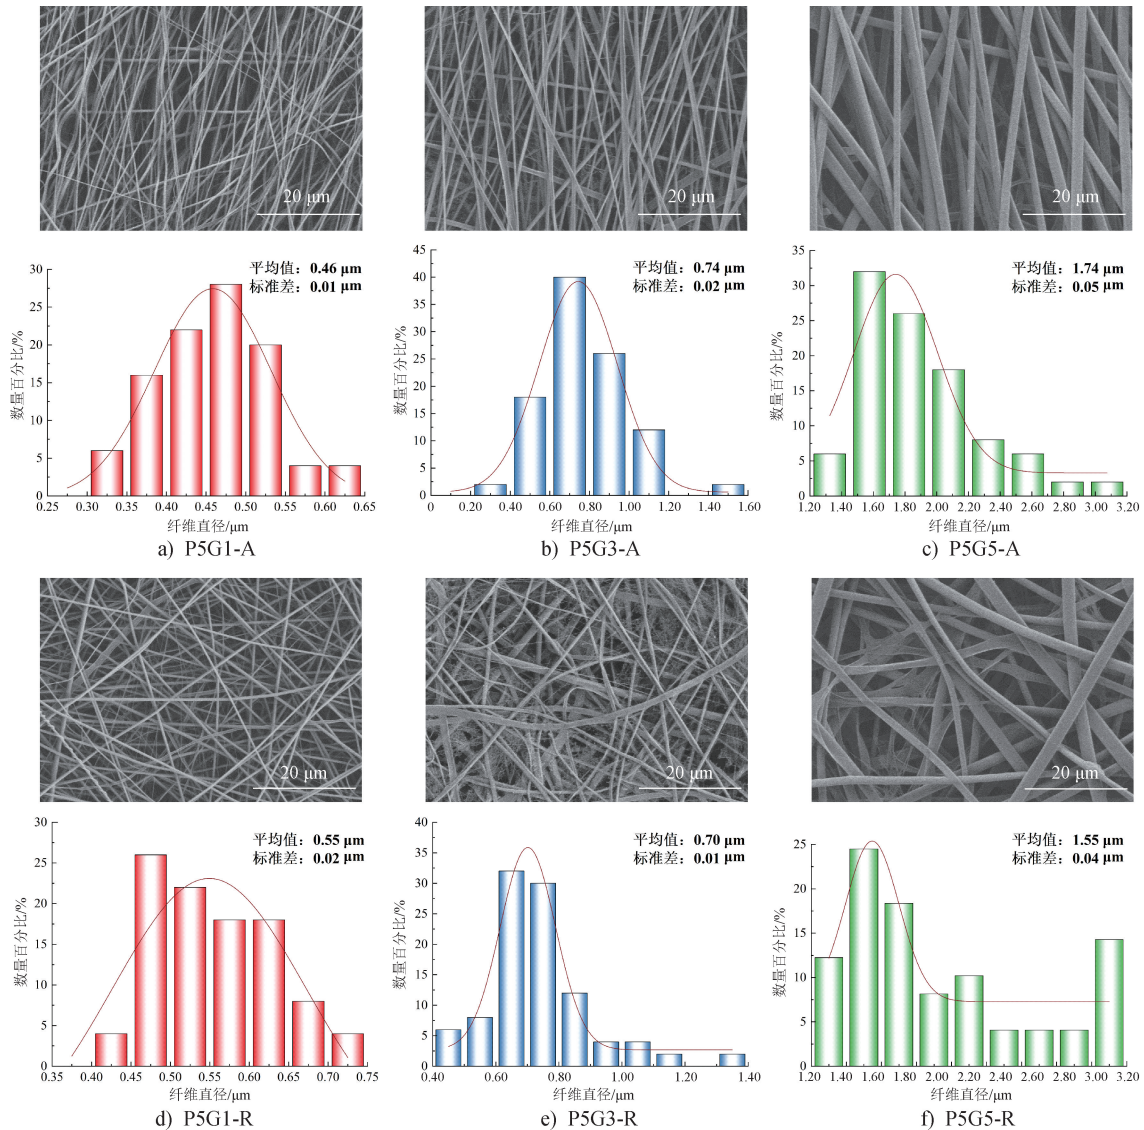 20 μm
20 μm
20 μm
平均值：0.46 μm
标准差：0.01 μm
数量百分比/%
30
25
20
15
10
5
0
0.25 0.30 0.35 0.40 0.45 0.50 0.55 0.60 0.65
纤维直径/μm
a) P5G1-A
平均值：0.74 μm
标准差：0.02 μm
数量百分比/%
45
40
35
30
25
20
15
10
5
0
0 0.20 0.40 0.60 0.80 1.00 1.20 1.40 1.60
纤维直径/μm
b) P5G3-A
平均值：1.74 μm
标准差：0.05 μm
数量百分比/%
35
30
25
20
15
10
5
0
1.20 1.40 1.60 1.80 2.00 2.20 2.40 2.60 2.80 3.00 3.20
纤维直径/μm
c) P5G5-A
20 μm
20 μm
20 μm
平均值：0.55 μm
标准差：0.02 μm
数量百分比/%
30
25
20
15
10
5
0
0.35 0.40 0.45 0.50 0.55 0.60 0.65 0.70 0.75
纤维直径/μm
d) P5G1-R
平均值：0.70 μm
标准差：0.01 μm
数量百分比/%
40
35
30
25
20
15
10
5
0
0.40 0.60 0.80 1.00 1.20 1.40
纤维直径/μm
e) P5G3-R
平均值：1.55 μm
标准差：0.04 μm
数量百分比/%
25
20
15
10
5
0
1.20 1.60 2.00 2.20 2.40 2.60 2.80 3.00 3.20
纤维直径/μm
f) P5G5-R